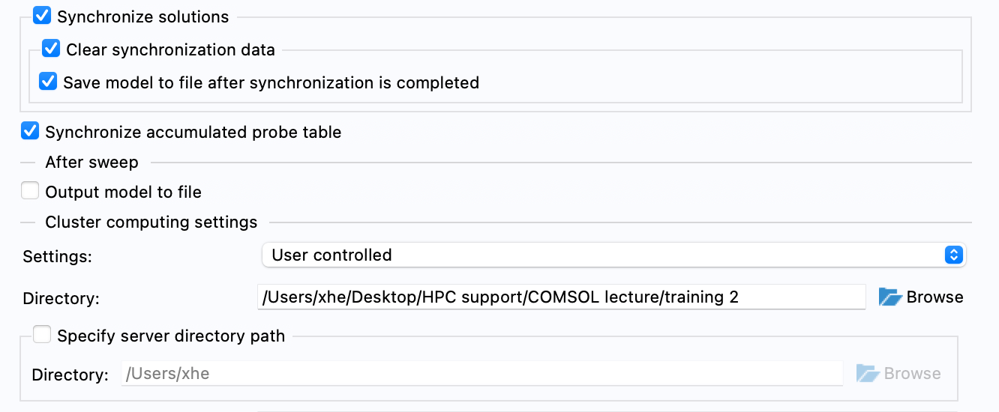 Synchronize solutions
Clear synchronization data
Save model to file after synchronization is completed
Synchronize accumulated probe table
After sweep
Output model to file
Cluster computing settings
Settings: User controlled
Directory: /Users/xhe/Desktop/HPC support/COMSOL lecture/training 2 Browse
Specify server directory path
Directory: /Users/xhe Browse